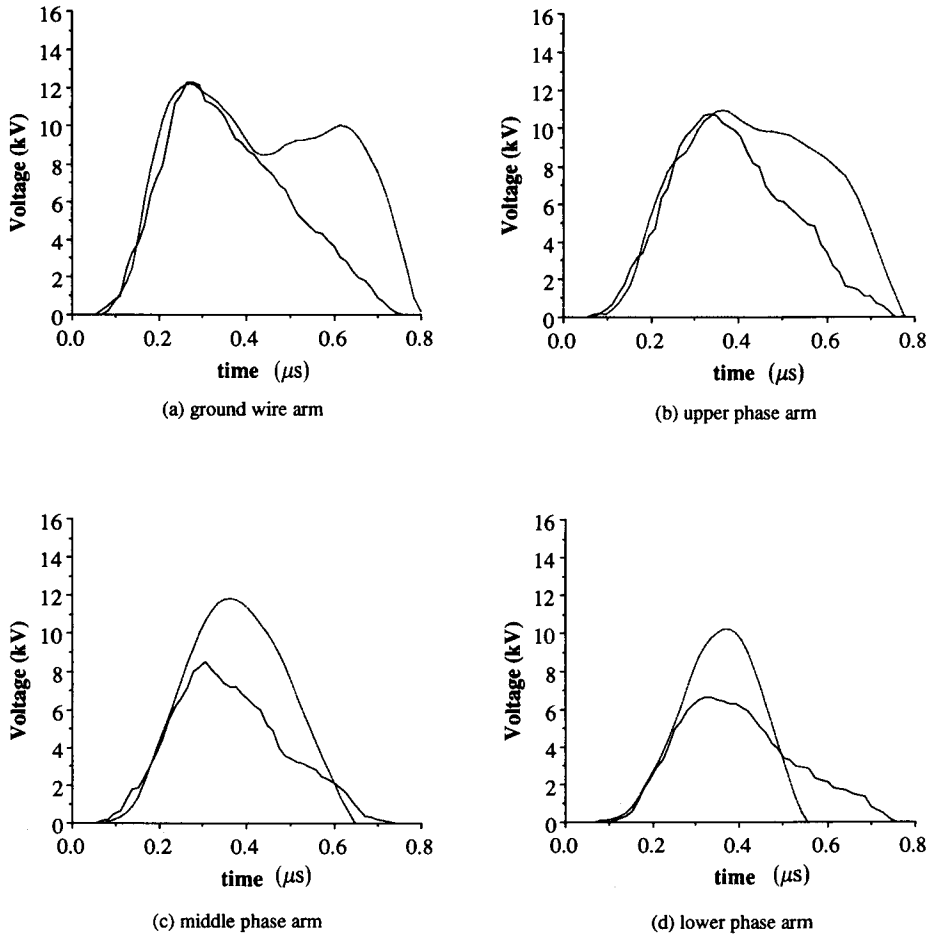 16
14
12
10
8
6
4
2
0
Voltage (kV)
0.0 0.2 0.4 0.6 0.8
time (μs)
(a) ground wire arm
16
14
12
10
8
6
4
2
0
Voltage (kV)
0.0 0.2 0.4 0.6 0.8
time (μs)
(b) upper phase arm
16
14
12
10
8
6
4
2
0
Voltage (kV)
0.0 0.2 0.4 0.6 0.8
time (μs)
(c) middle phase arm
16
14
12
10
8
6
4
2
0
Voltage (kV)
0.0 0.2 0.4 0.6 0.8
time (μs)
(d) lower phase arm